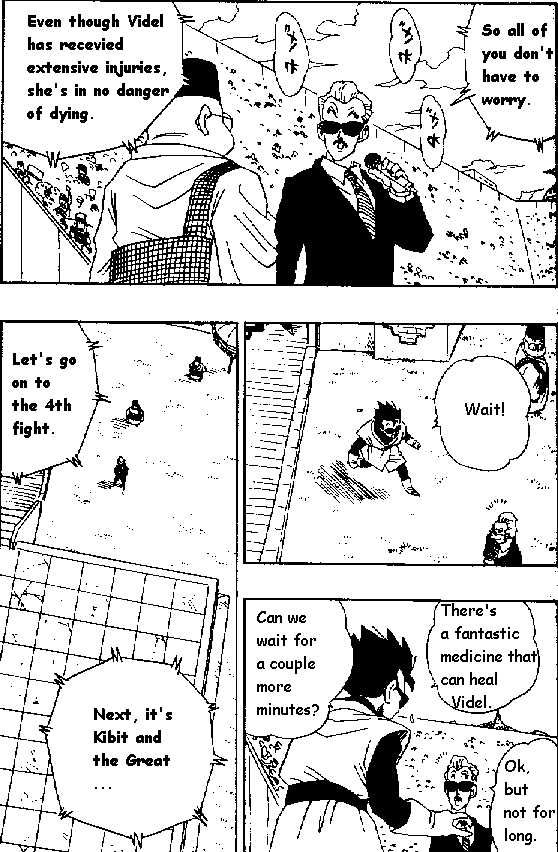 Even though Videl
has recevied
extensive injuries,
she's in no danger
of dying.
So all of
you don't
have to
worry.
Let's go
on to
the 4th
fight.
Next, it's
Kibit and
the Great
...
Wait!
Can we
wait for
a couple
more
minutes?
There's
a fantastic
medicine that
can heal
Videl.
Ok,
but
not for
long.